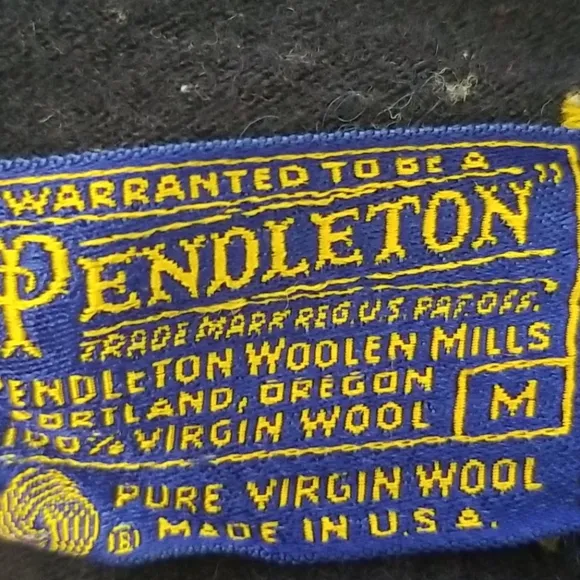 WARRANTED TO BE A
PENDLETON"
TRADE MARK REG. U.S. PAT. OFF.
PENDLETON WOOLEN MILLS
PORTLAND, OREGON
100% VIRGIN WOOL
M
PURE VIRGIN WOOL
® MADE IN U.S.A.